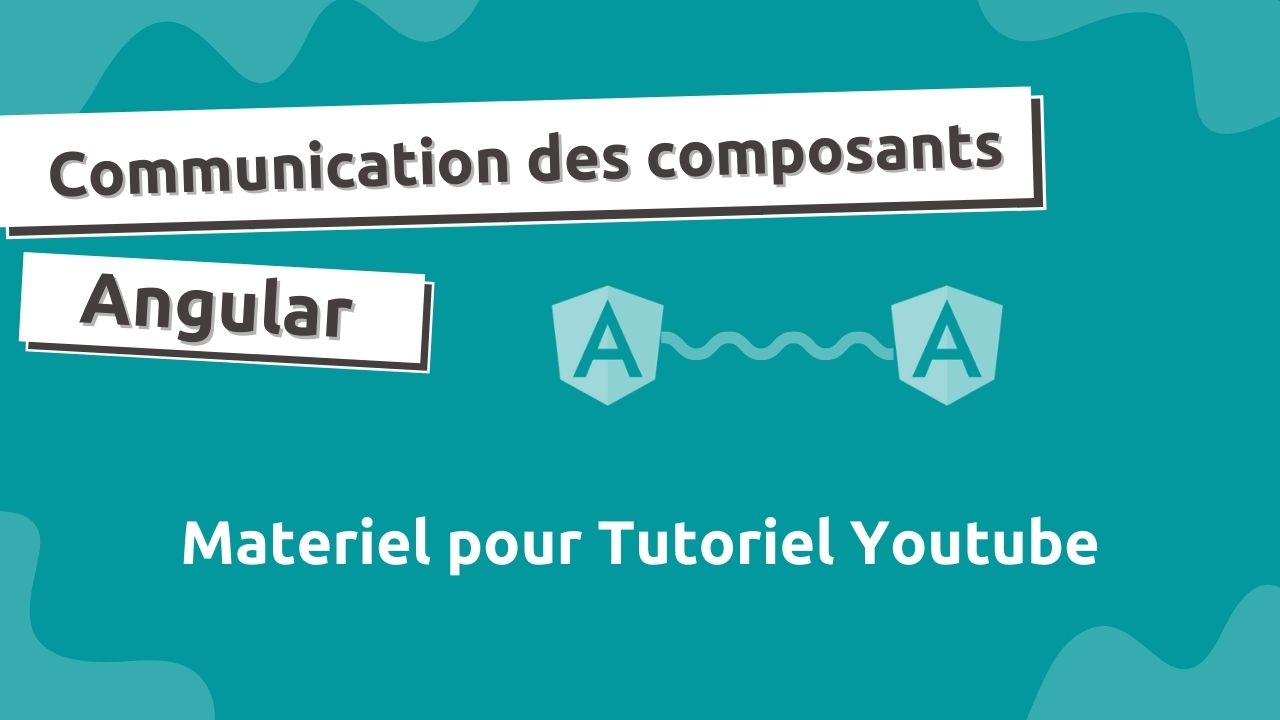 Communication des composants
Angular
A A
Materiel pour Tutoriel Youtube